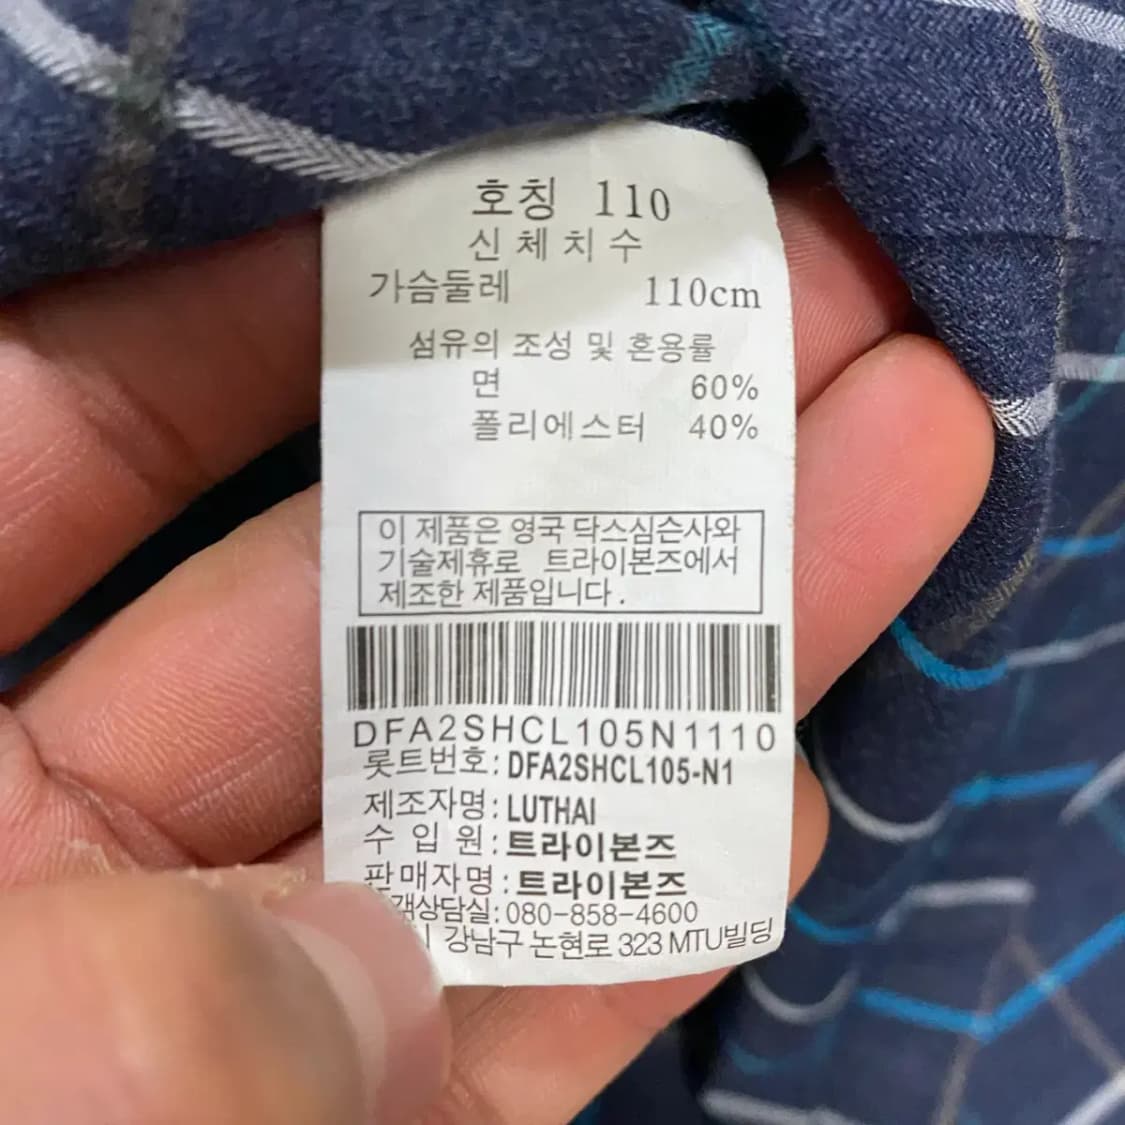 호칭 110
신체치수
가슴둘레 110cm
섬유의 조성 및 혼용률
면 60%
폴리에스터 40%
이 제품은 영국 닥스심슨사와
기술제휴로 트라이본즈에서
제조한 제품입니다.
DFA2SHCL105N1110
롯트번호: DFA2SHCL105-N1
제조자명: LUTHAI
수입원: 트라이본즈
판매자명: 트라이본즈
객상담실: 080-858-4600
강남구 논현로 323 MTU빌딩